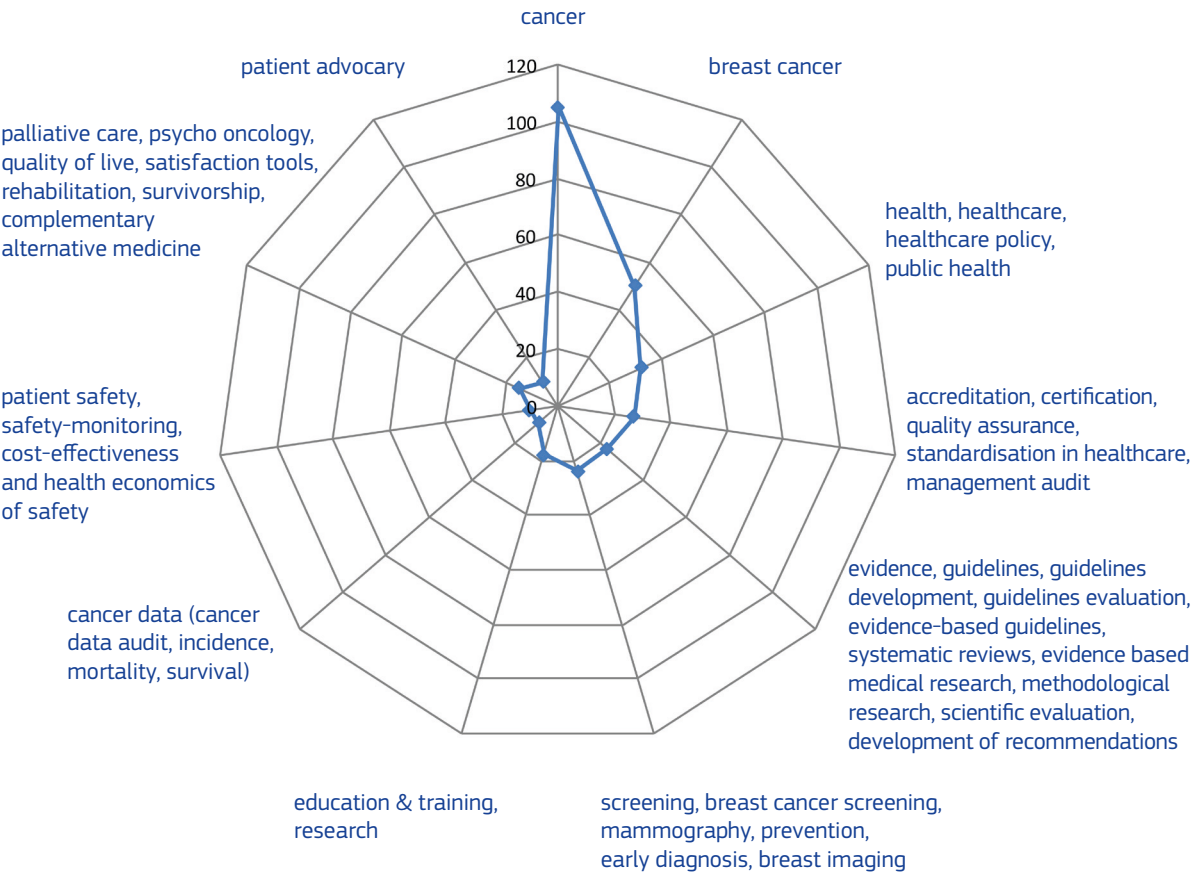 cancer
patient advocary
breast cancer
120
100
80
60
40
20
0
palliative care, psycho oncology,
quality of live, satisfaction tools,
rehabilitation, survivorship,
complementary
alternative medicine
health, healthcare,
healthcare policy,
public health
patient safety,
safety-monitoring,
cost-effectiveness
and health economics
of safety
accreditation, certification,
quality assurance,
standardisation in healthcare,
management audit
cancer data (cancer
data audit, incidence,
mortality, survival)
evidence, guidelines, guidelines
development, guidelines evaluation,
evidence-based guidelines,
systematic reviews, evidence based
medical research, methodological
research, scientific evaluation,
development of recommendations
education & training,
research
screening, breast cancer screening,
mammography, prevention,
early diagnosis, breast imaging